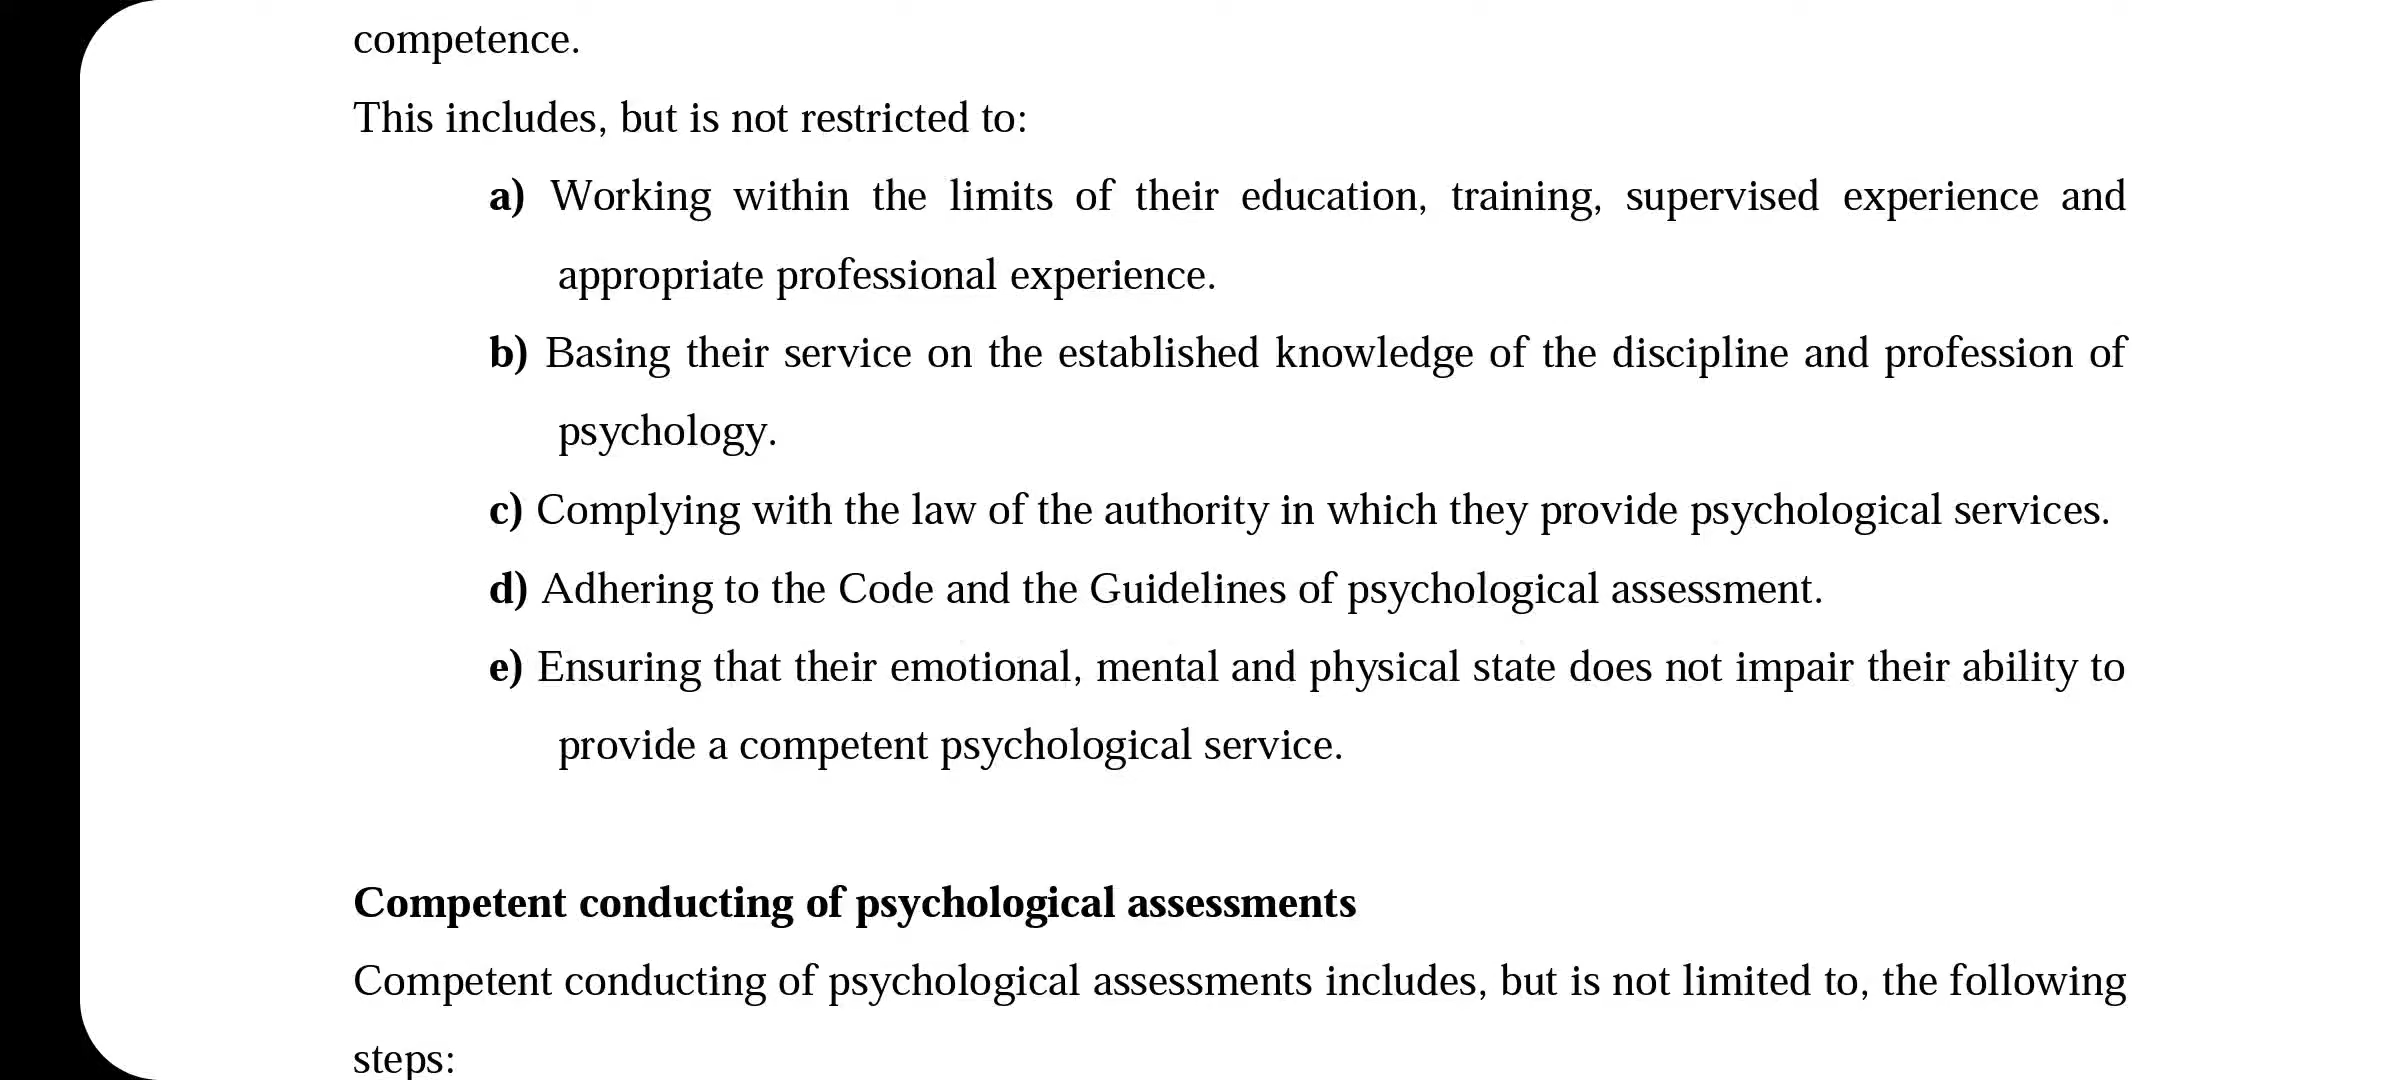 competence.
This includes, but is not restricted to:
a) Working within the limits of their education, training, supervised experience and
appropriate professional experience.
b) Basing their service on the established knowledge of the discipline and profession of
psychology.
c) Complying with the law of the authority in which they provide psychological services.
d) Adhering to the Code and the Guidelines of psychological assessment.
e) Ensuring that their emotional, mental and physical state does not impair their ability to
provide a competent psychological service.
Competent conducting of psychological assessments
Competent conducting of psychological assessments includes, but is not limited to, the following
steps: